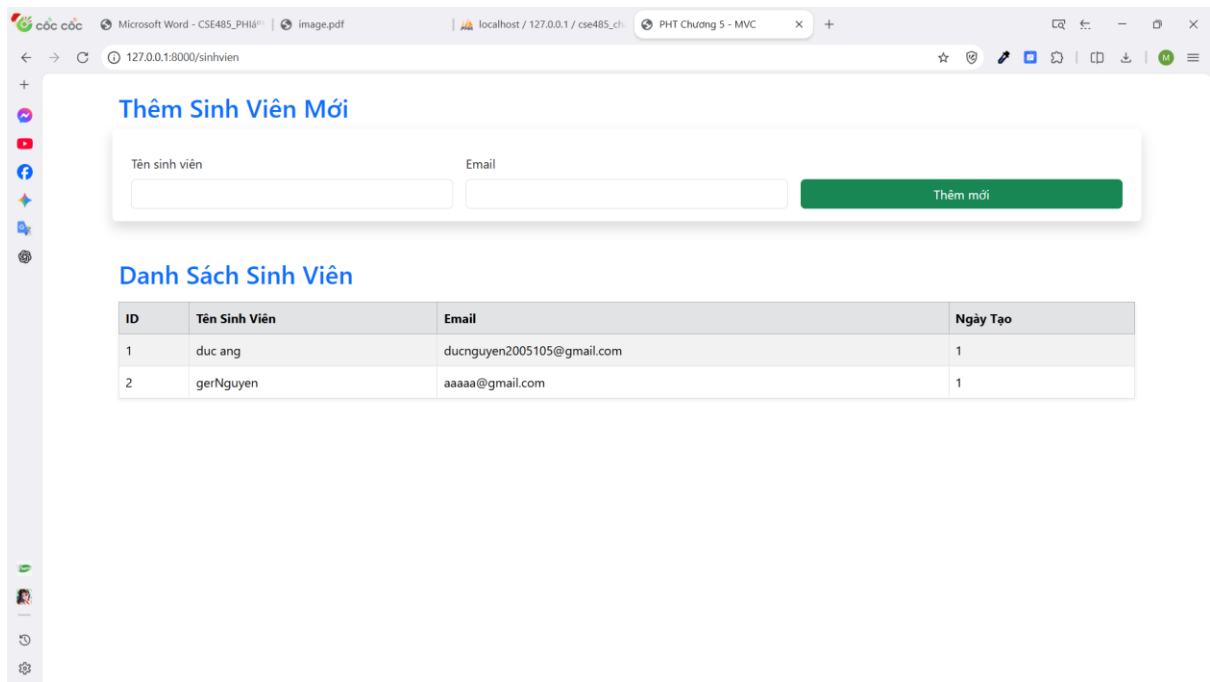 cốc cốc
Microsoft Word - CSE485_PHIá
image.pdf
localhost / 127.0.0.1 / cse485_ch
PHT Chương 5 - MVC
127.0.0.1:8000/sinhvien
M
Thêm Sinh Viên Mới
Tên sinh viên Email
Thêm mới
Danh Sách Sinh Viên
ID Tên Sinh Viên Email Ngày Tạo
1 duc ang ducnguyen2005105@gmail.com 1
2 gerNguyen aaaaa@gmail.com 1